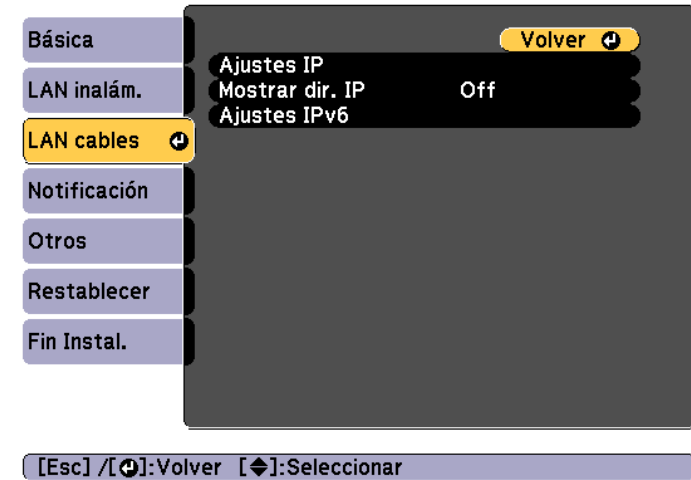 Básica
LAN inalám.
LAN cables
Notificación
Otros
Restablecer
Fin Instal.
Volver
Ajustes IP
Mostrar dir. IP Off
Ajustes IPv6
[Esc] /[ ]:Volver [ ]:Seleccionar